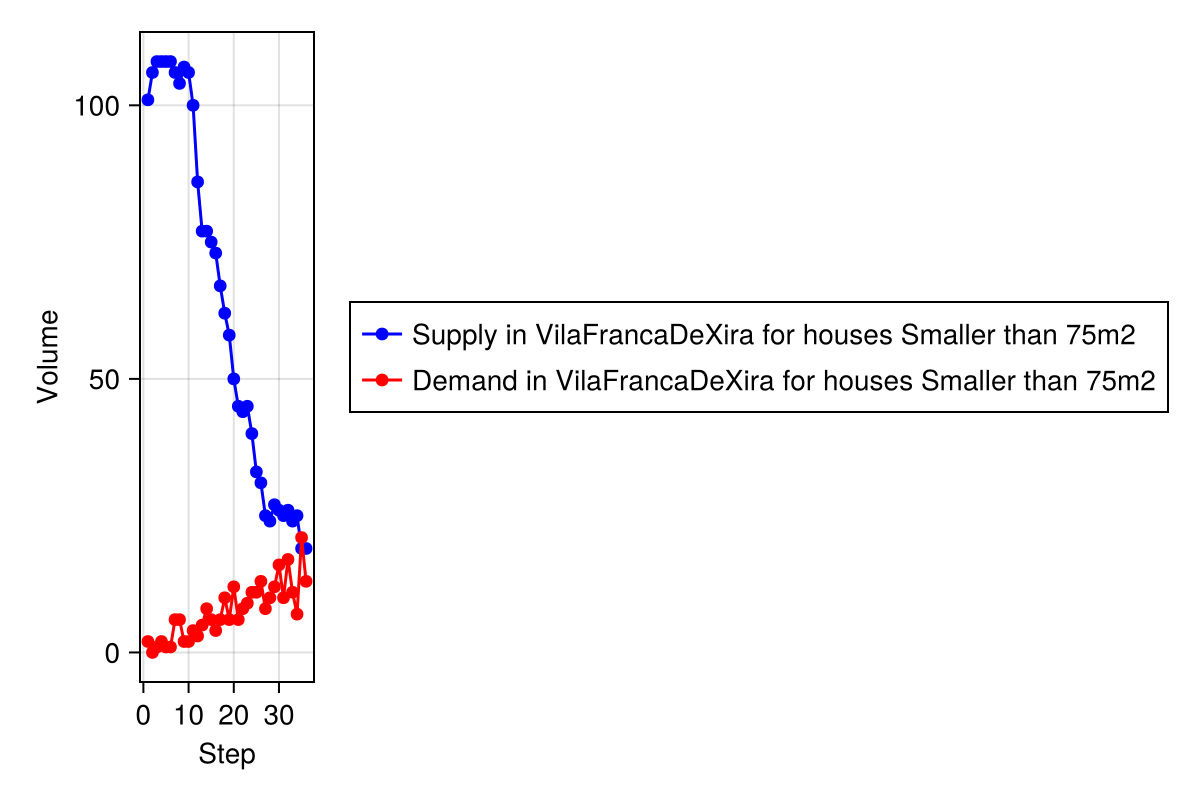 100
50
0
Volume
0 10 20 30
Step
Supply in VilaFrancaDeXira for houses Smaller than 75m2
Demand in VilaFrancaDeXira for houses Smaller than 75m2